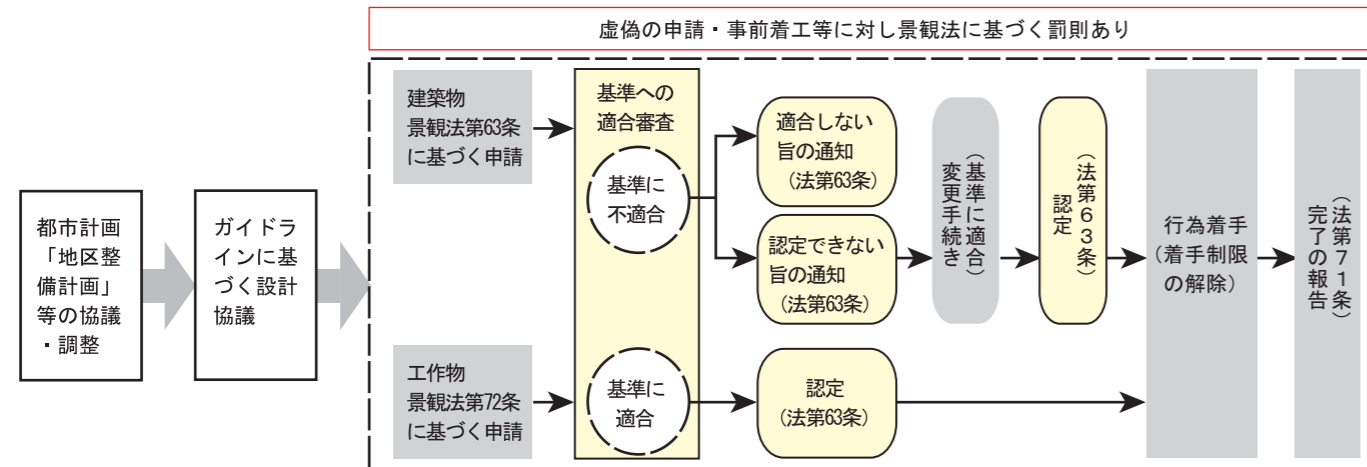 虚偽の申請・事前着工等に対し景観法に基づく罰則あり
都市計画
「地区整
備計画」
等の協議
・調整
ガイドラ
インに基
づく設計
協議
建築物
景観法第63条
に基づく申請
工作物
景観法第72条
に基づく申請
基準への
適合審査
基準に
不適合
基準に
適合
適合しない
旨の通知
(法第63条)
認定できない
旨の通知
(法第63条)
認定
(法第63条)
(基準に適合)
変更手続き
(法第63条)
認定
行為着手
(着手制限
の解除)
(法第71条)
完了の報告